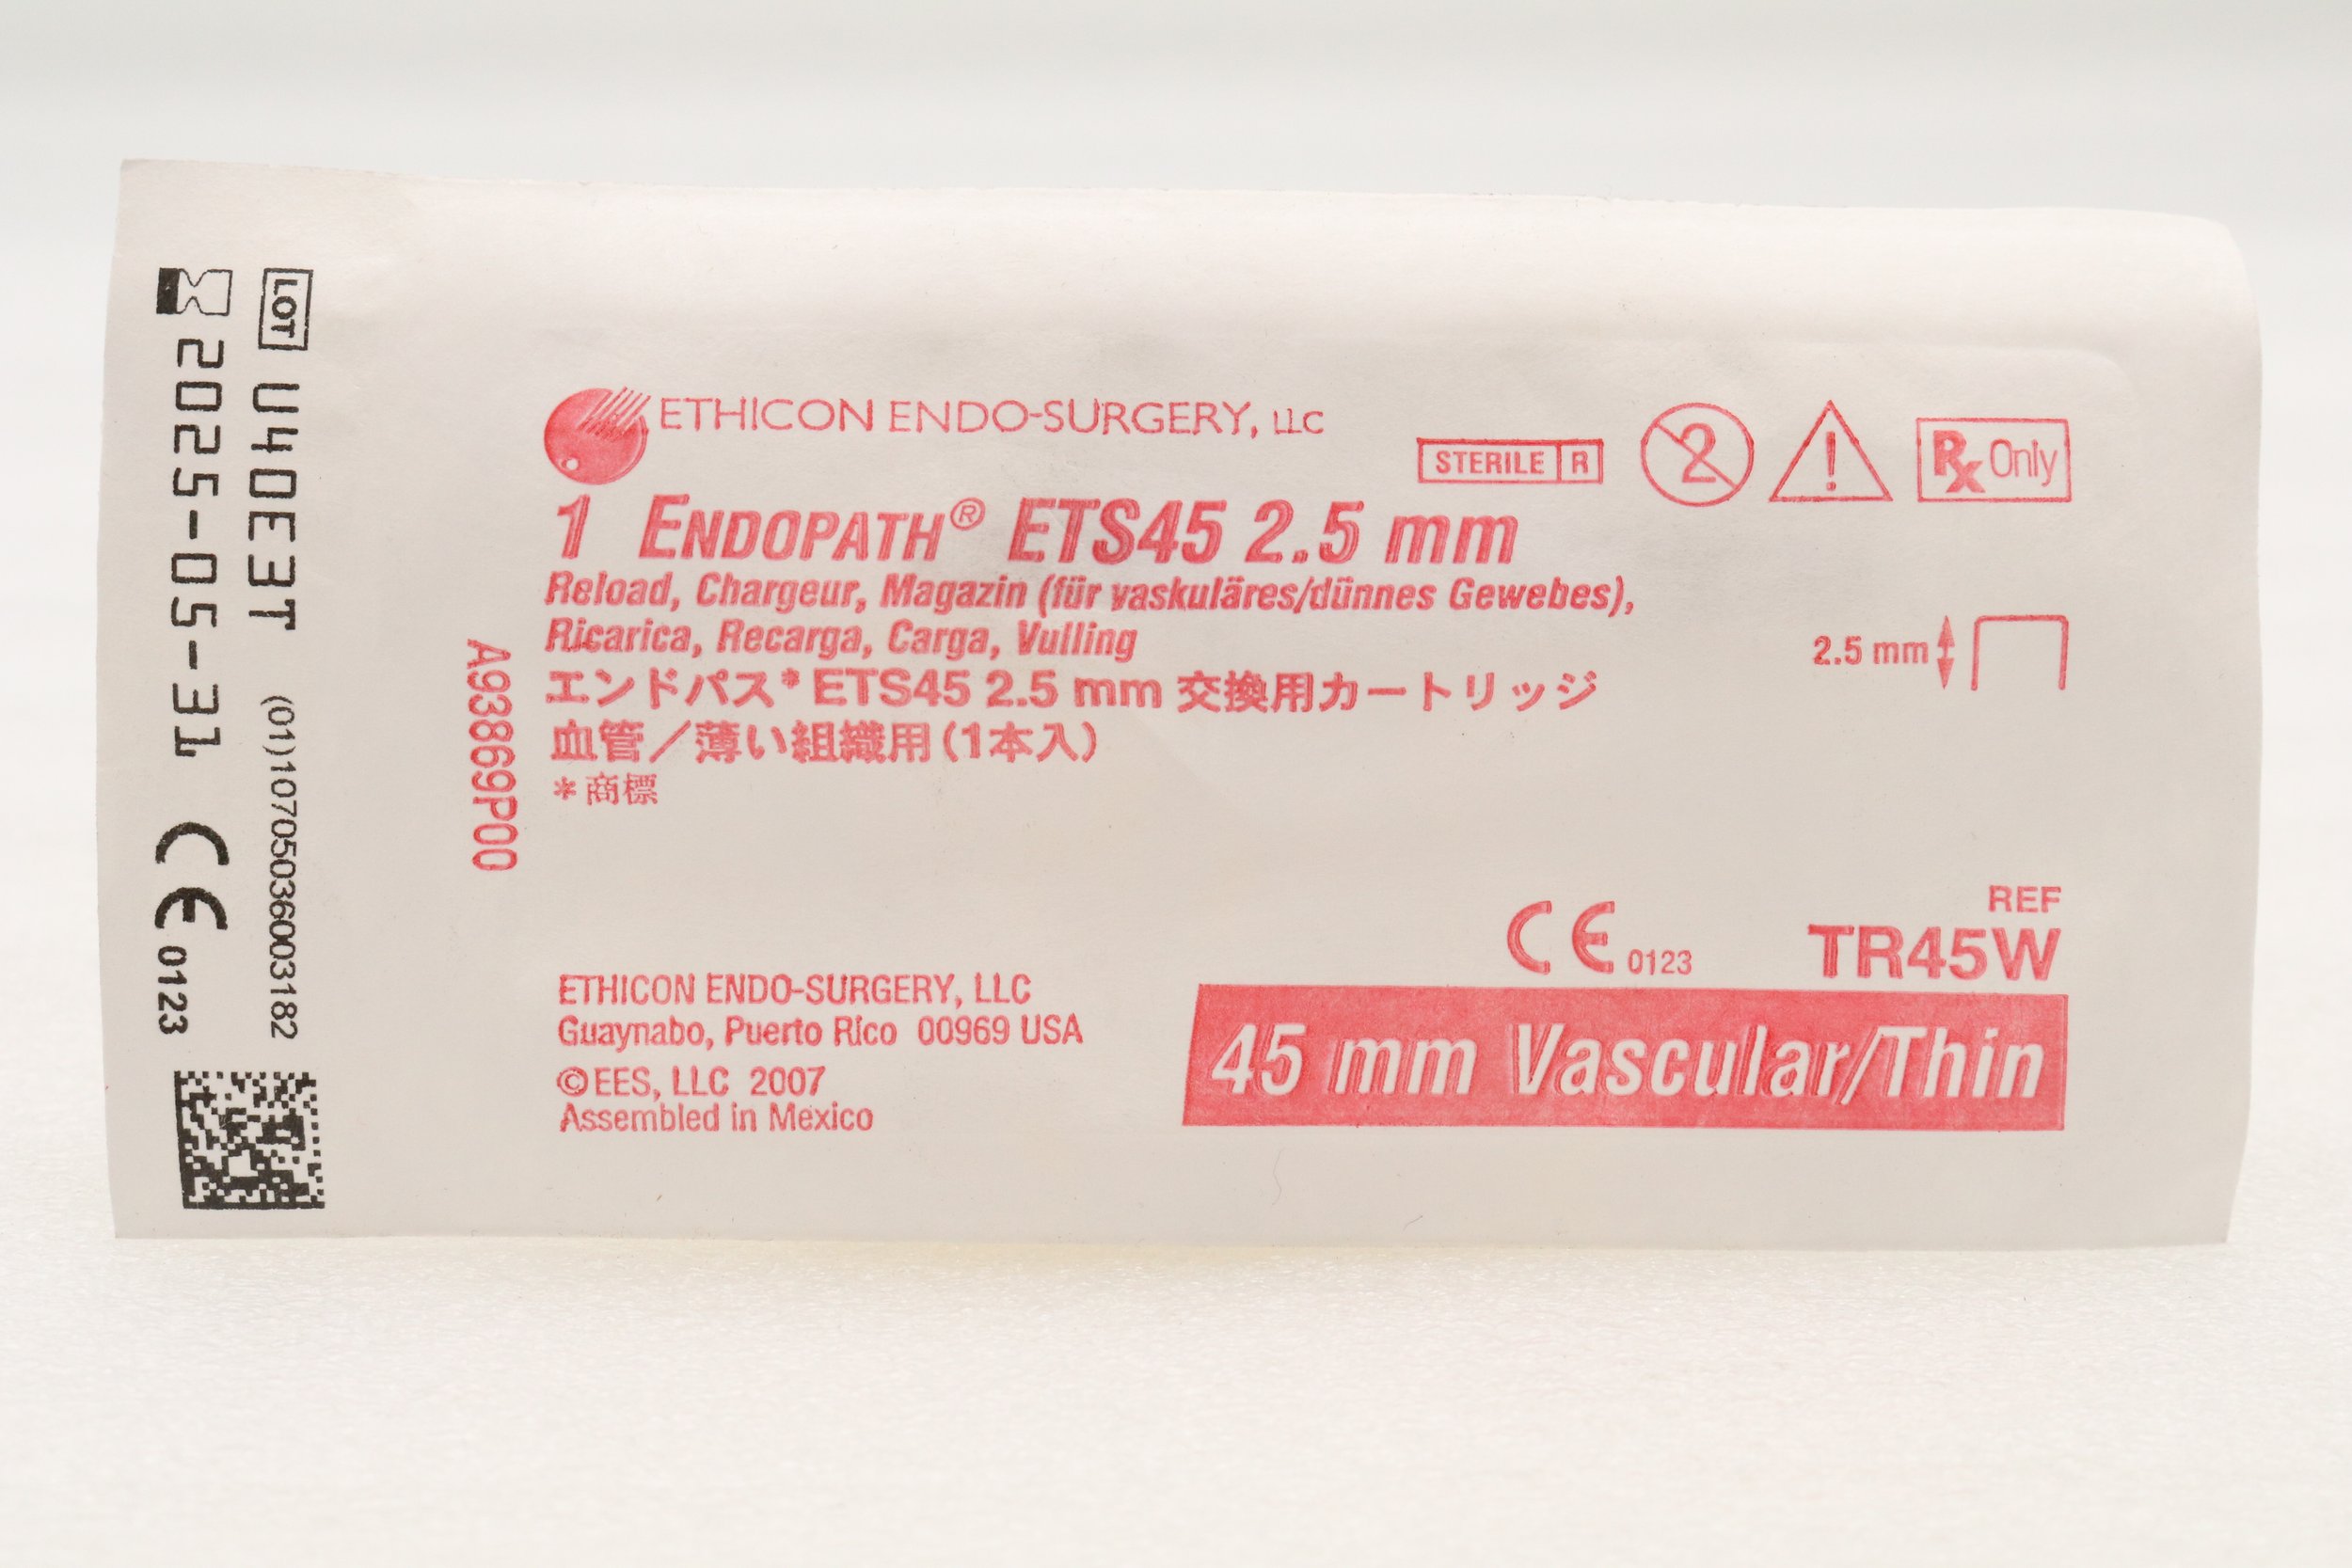 LOT U40E3T (01)10705036003182
2025-05-31 CE 0123
A93869P00
ETHICON ENDO-SURGERY, LLC
STERILE R
2
!
Rx Only
1 ENDOPATH® ETS45 2.5 mm
Reload, Chargeur, Magazin (für vaskuläres/dünnes Gewebes),
Ricarica, Recarga, Carga, Vulling
エンドパス* ETS45 2.5 mm 交換用カートリッジ
血管／薄い組織用(1本入)
*商標
2.5 mm
ETHICON ENDO-SURGERY, LLC
Guaynabo, Puerto Rico 00969 USA
©EES, LLC 2007
Assembled in Mexico
CE 0123
REF
TR45W
45 mm Vascular/Thin